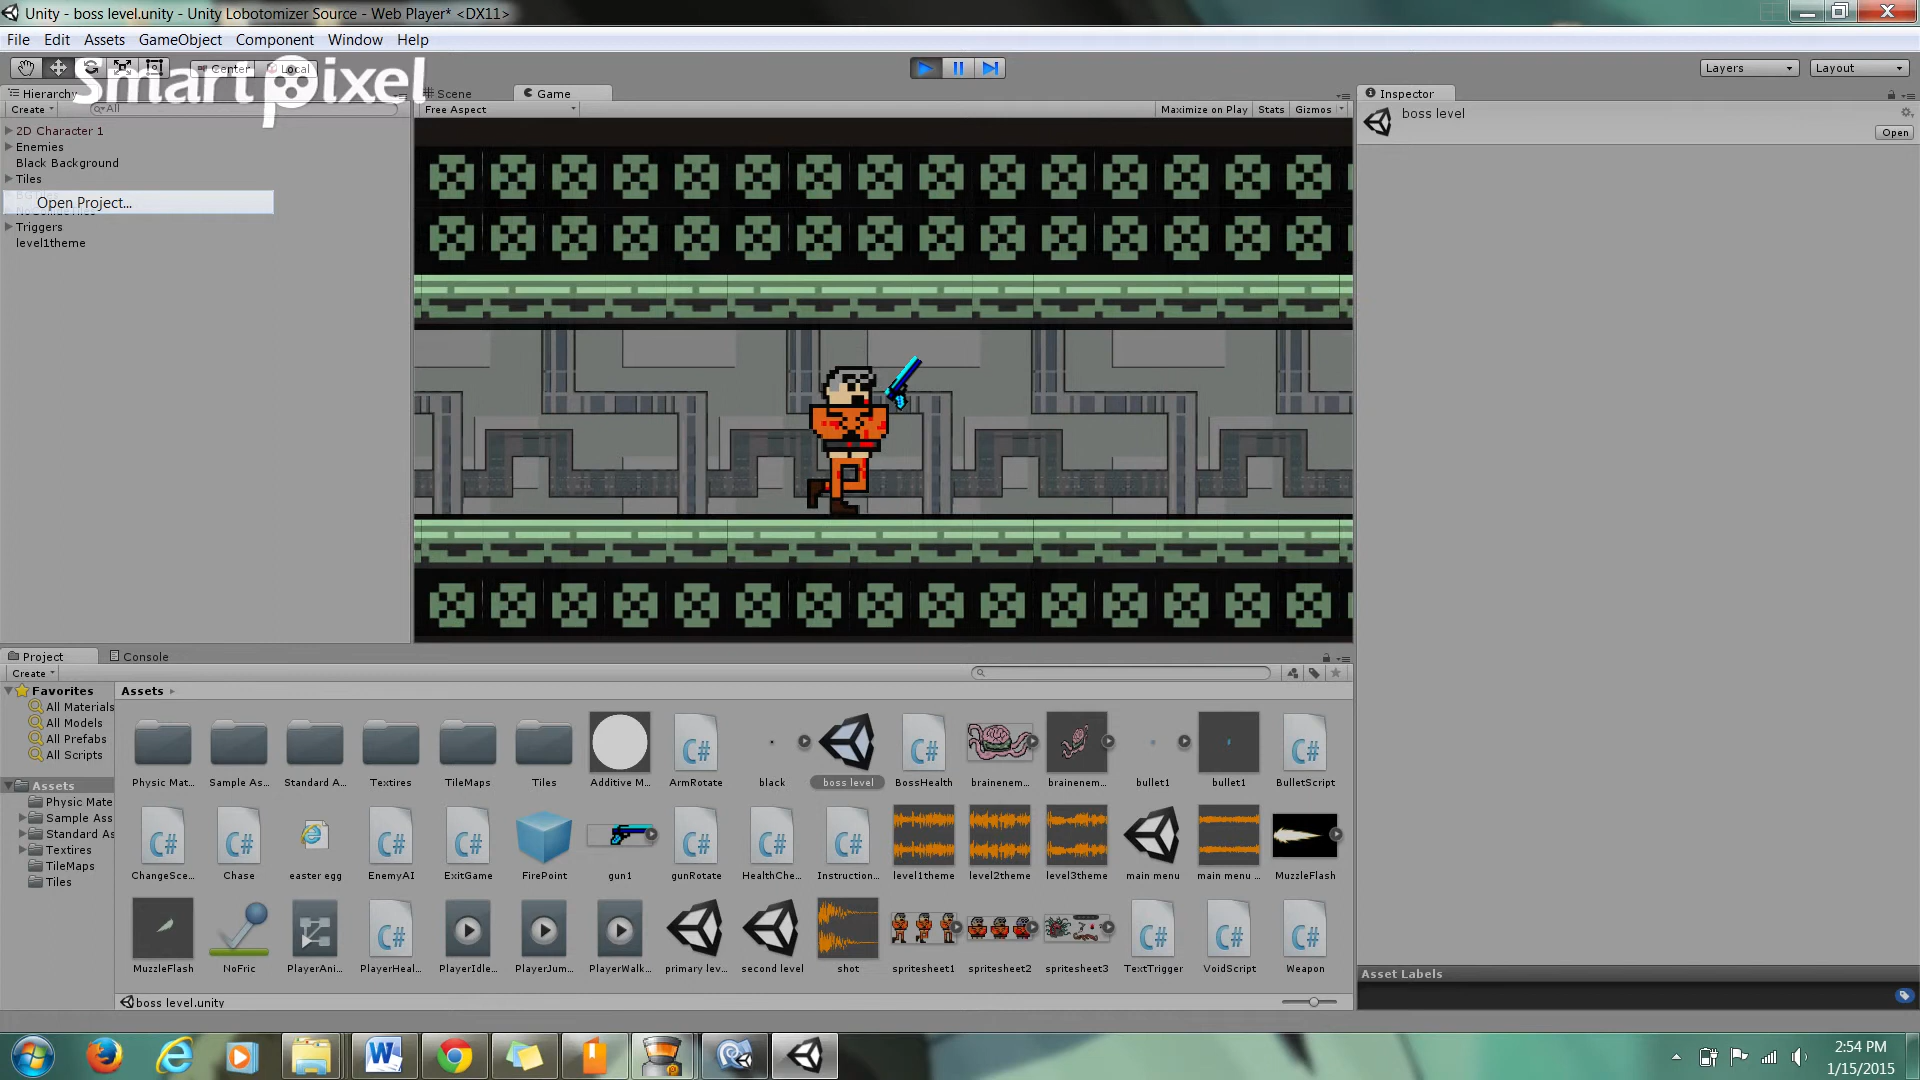 Unity - boss level.unity - Unity Lobotomizer Source - Web Player* <DX11>
File Edit Assets GameObject Component Window Help
Center Local
Layers Layout
Smartpixel
Hierarchy Scene Game Inspector
Create All Free Aspect Maximize on Play Stats Gizmos
boss level
Open
2D Character 1
Enemies
Black Background
Tiles
Open Project...
Triggers
level1theme
Project Console
Create
Favorites
All Materials
All Models
All Prefabs
All Scripts
Assets
Physic Mate
Sample Ass
Standard As
Textires
TileMaps
Tiles
Assets
Physic Mat... Sample As... Standard A... Textires TileMaps Tiles Additive M... ArmRotate black boss level BossHealth brainenem... brainenem... bullet1 bullet1 BulletScript
ChangeSce... Chase easter egg EnemyAI ExitGame FirePoint gun1 gunRotate HealthChe... Instruction... level1theme level2theme level3theme main menu main menu ... MuzzleFlash
MuzzleFlash NoFric PlayerAni... PlayerHeal... PlayerIdle... PlayerJum... PlayerWalk... primary lev... second level shot spritesheet1 spritesheet2 spritesheet3 TextTrigger VoidScript Weapon
boss level.unity
Asset Labels
2:54 PM
1/15/2015